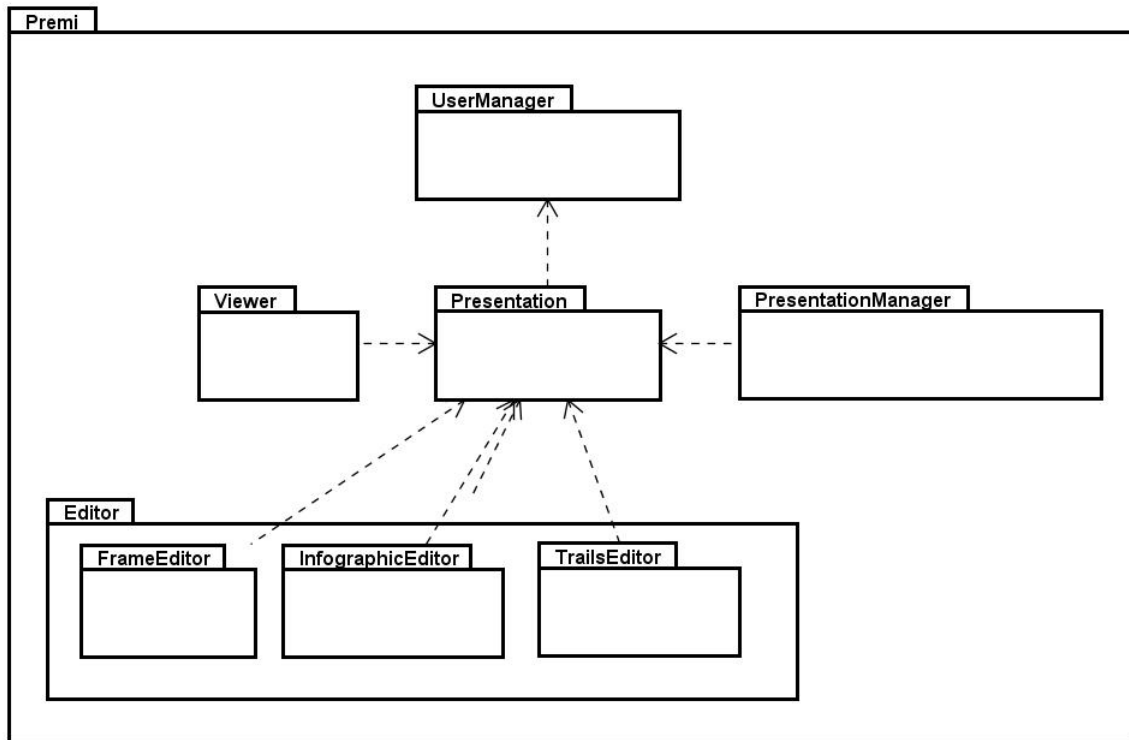 Premi
UserManager
Viewer
Presentation
PresentationManager
Editor
FrameEditor
InfographicEditor
TrailsEditor